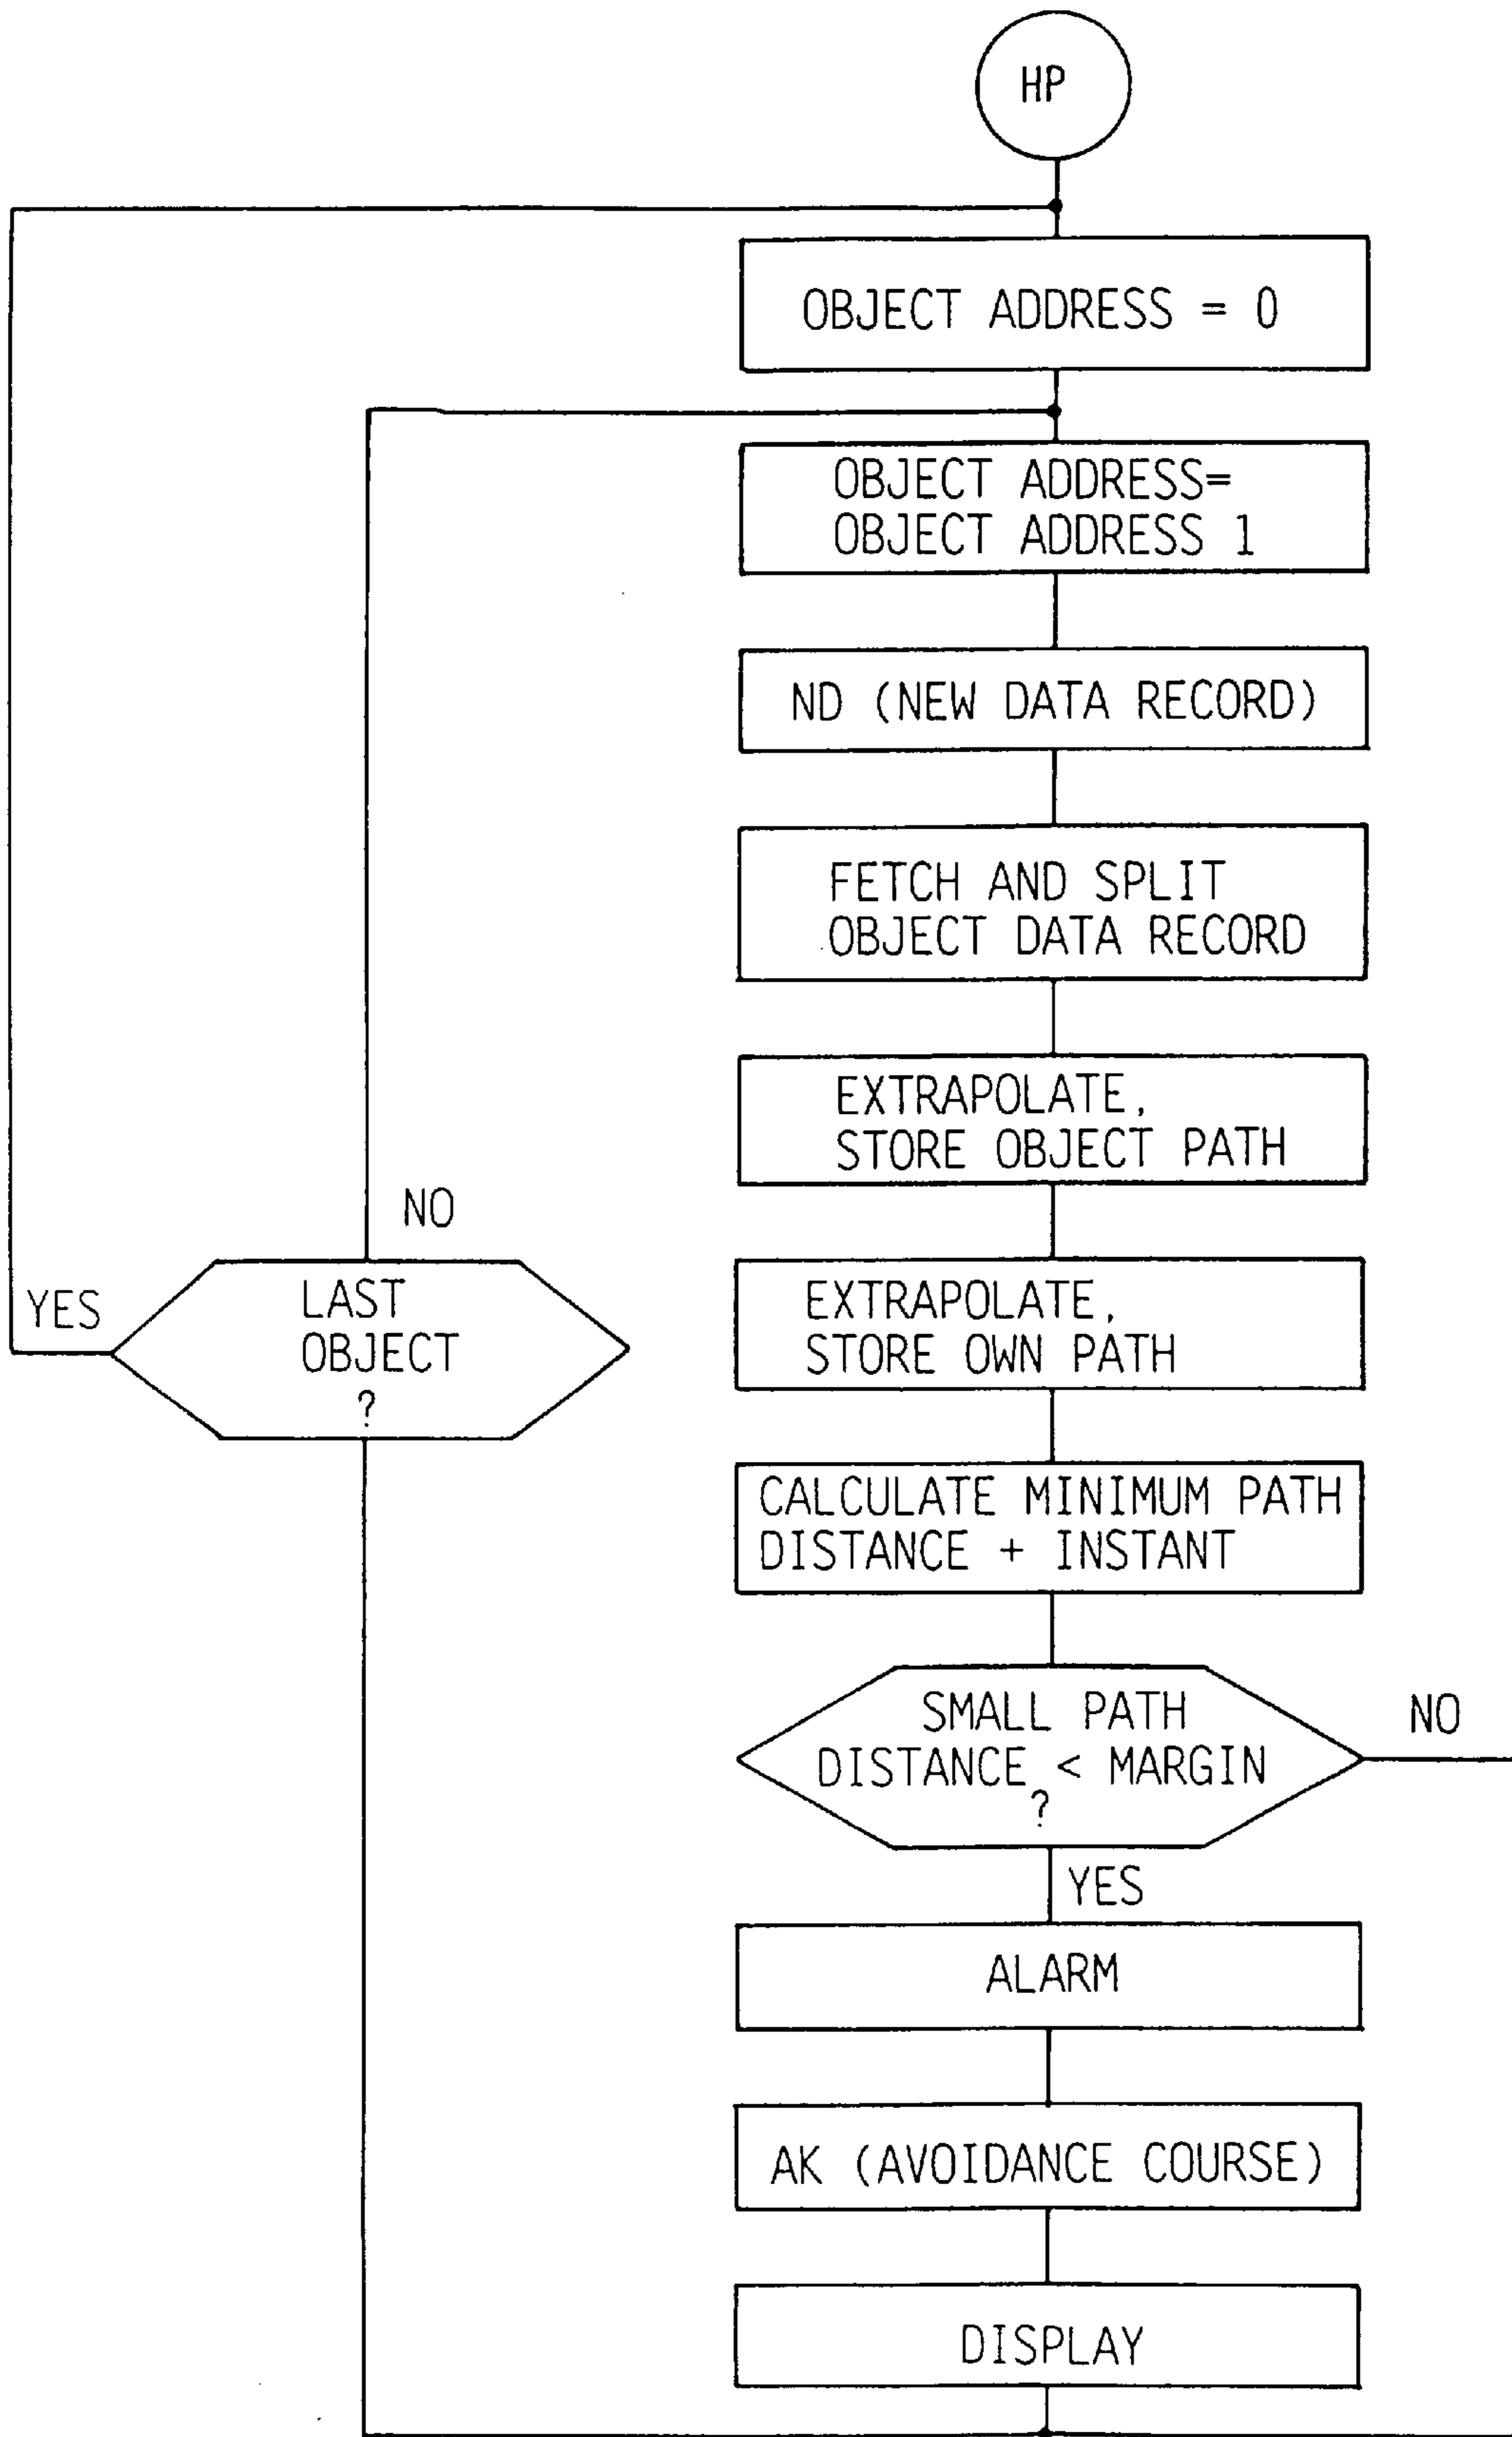 HP
OBJECT ADDRESS = 0
OBJECT ADDRESS=
OBJECT ADDRESS 1
ND (NEW DATA RECORD)
FETCH AND SPLIT
OBJECT DATA RECORD
EXTRAPOLATE,
STORE OBJECT PATH
NO
YES
LAST
OBJECT
?
EXTRAPOLATE,
STORE OWN PATH
CALCULATE MINIMUM PATH
DISTANCE + INSTANT
SMALL PATH
DISTANCE < MARGIN
?
NO
YES
ALARM
AK (AVOIDANCE COURSE)
DISPLAY